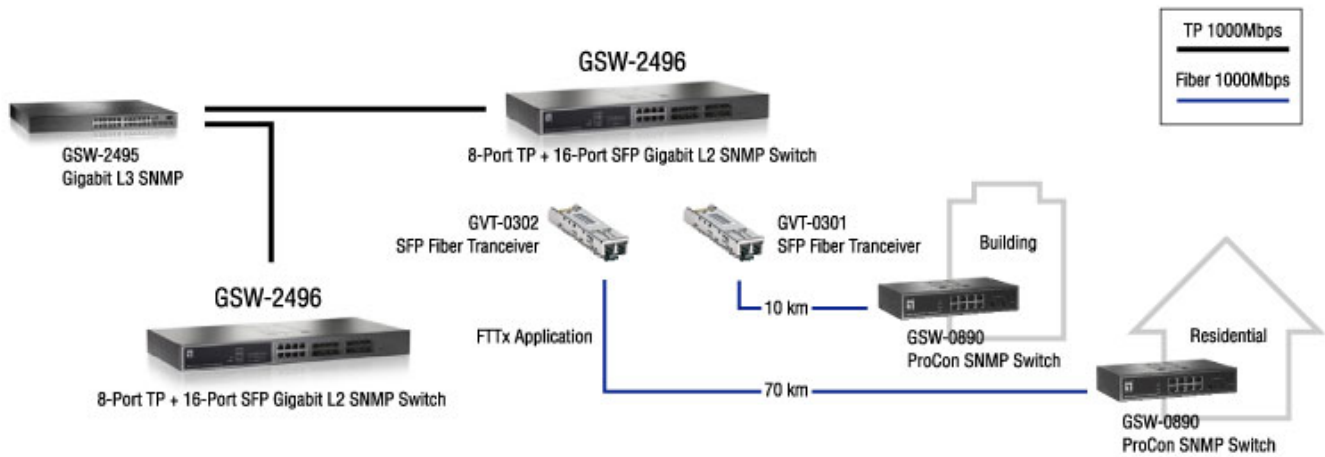 TP 1000Mbps
Fiber 1000Mbps
GSW-2496
8-Port TP + 16-Port SFP Gigabit L2 SNMP Switch
GSW-2495
Gigabit L3 SNMP
GVT-0302
SFP Fiber Tranceiver
GVT-0301
SFP Fiber Tranceiver
Building
GSW-2496
8-Port TP + 16-Port SFP Gigabit L2 SNMP Switch
FTTx Application
10 km
GSW-0890
ProCon SNMP Switch
Residential
70 km
GSW-0890
ProCon SNMP Switch